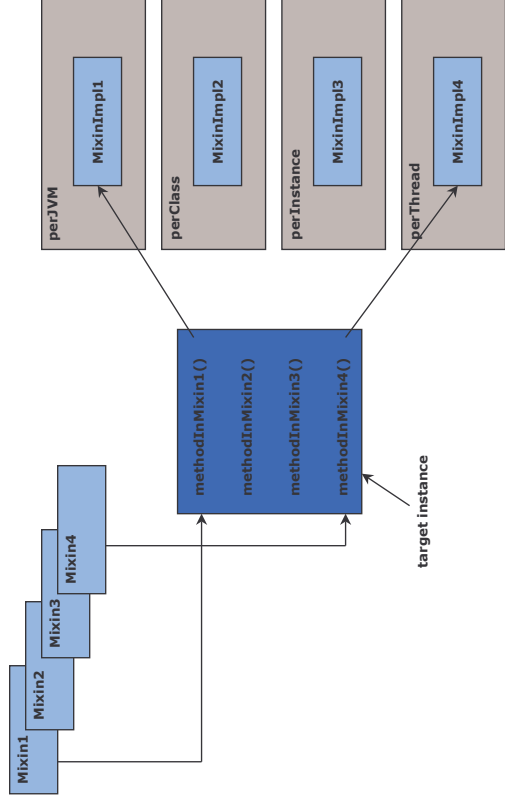 Mixin1
Mixin2
Mixin3
Mixin4
methodInMixin1()
methodInMixin2()
methodInMixin3()
methodInMixin4()
target instance
perJVM
MixinImpl1
perClass
MixinImpl2
perInstance
MixinImpl3
perThread
MixinImpl4